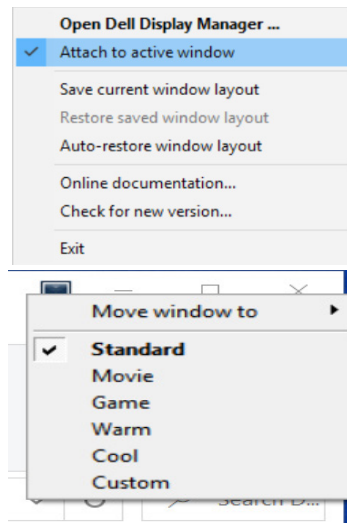 Open Dell Display Manager ...
Attach to active window
Save current window layout
Restore saved window layout
Auto-restore window layout
Online documentation...
Check for new version...
Exit
Move window to
Standard
Movie
Game
Warm
Cool
Custom
Search D...